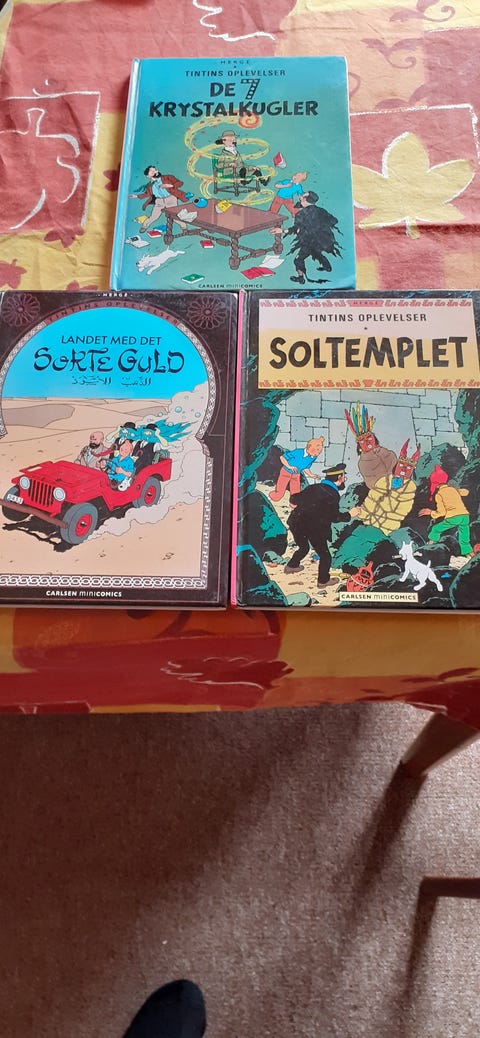 HERGÉ
TINTINS OPLEVELSER
DE 7
KRYSTALKUGLER
CARLSEN miniCOMICS
HERGÉ
TINTINS OPLEVELSER
LANDET MED DET
SORTE GULD
CARLSEN miniCOMICS
HERGÉ
TINTINS OPLEVELSER
SOLTEMPLET
CARLSEN miniCOMICS